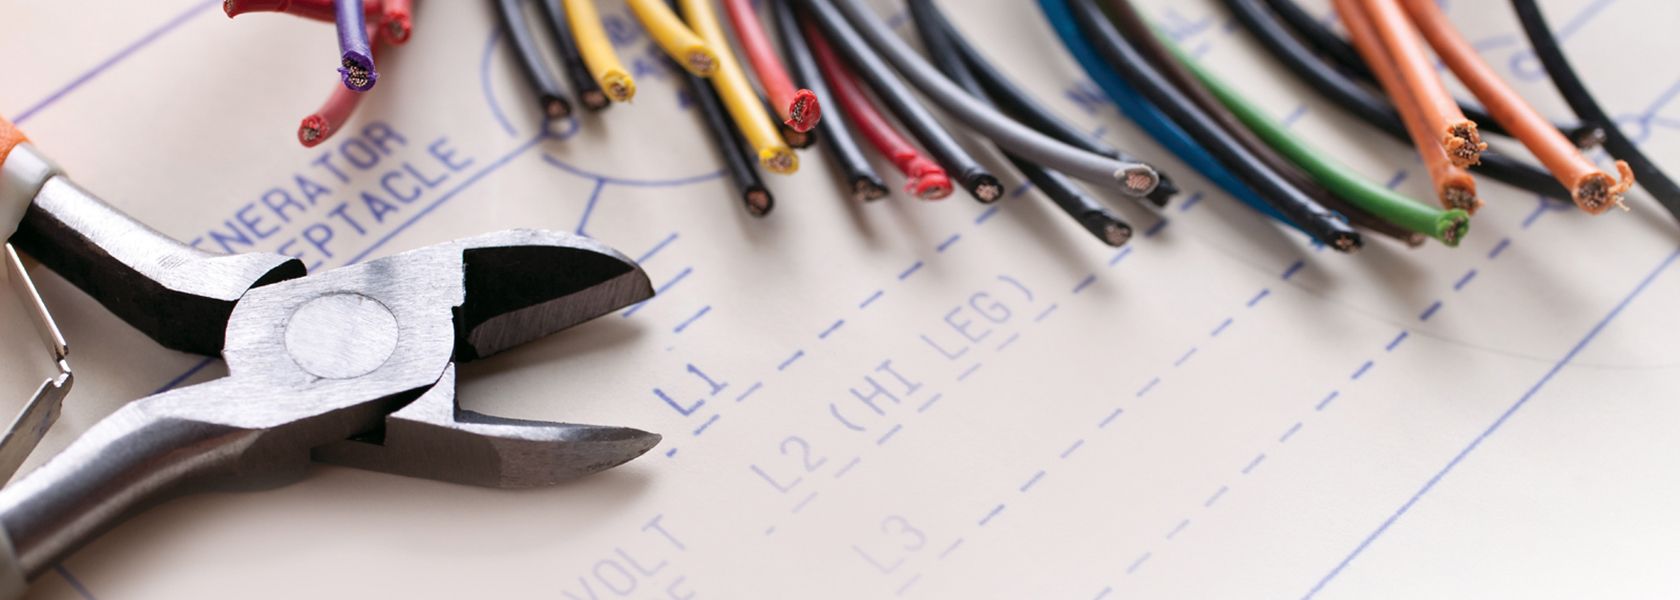 ENERATOR
EPTACLE
L1
L2 (HI LEG)
L3
VOLT